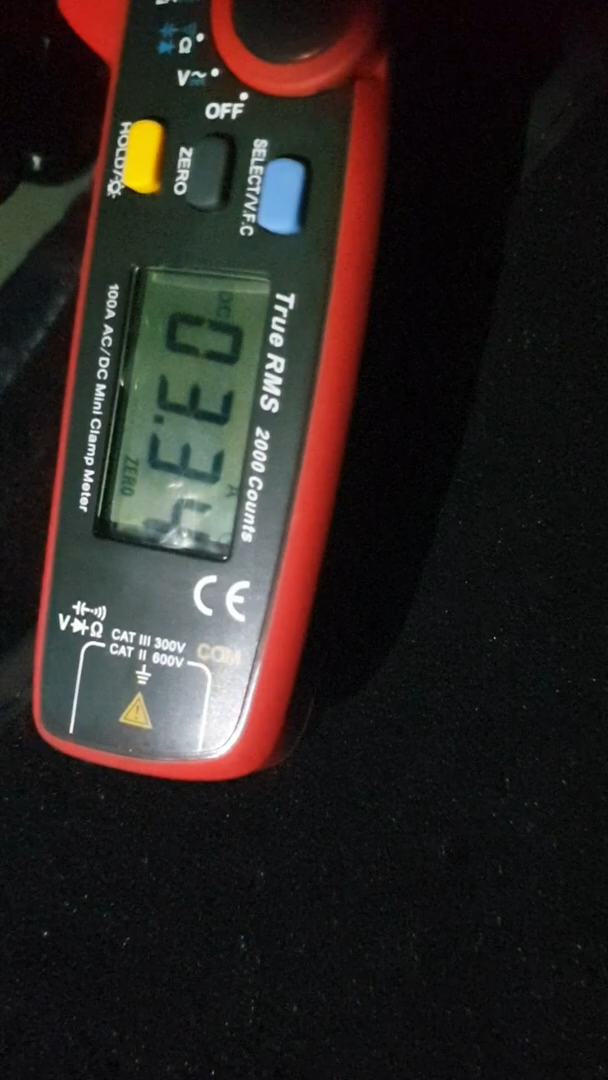 Ω
V~
OFF
HOLD/
ZERO
SELECT/V.F.C
DC
03.34
A
ZERO
True RMS 2000 Counts
100A AC/DC Mini Clamp Meter
CE
VΩ
CAT III 300V
CAT II 600V
COM